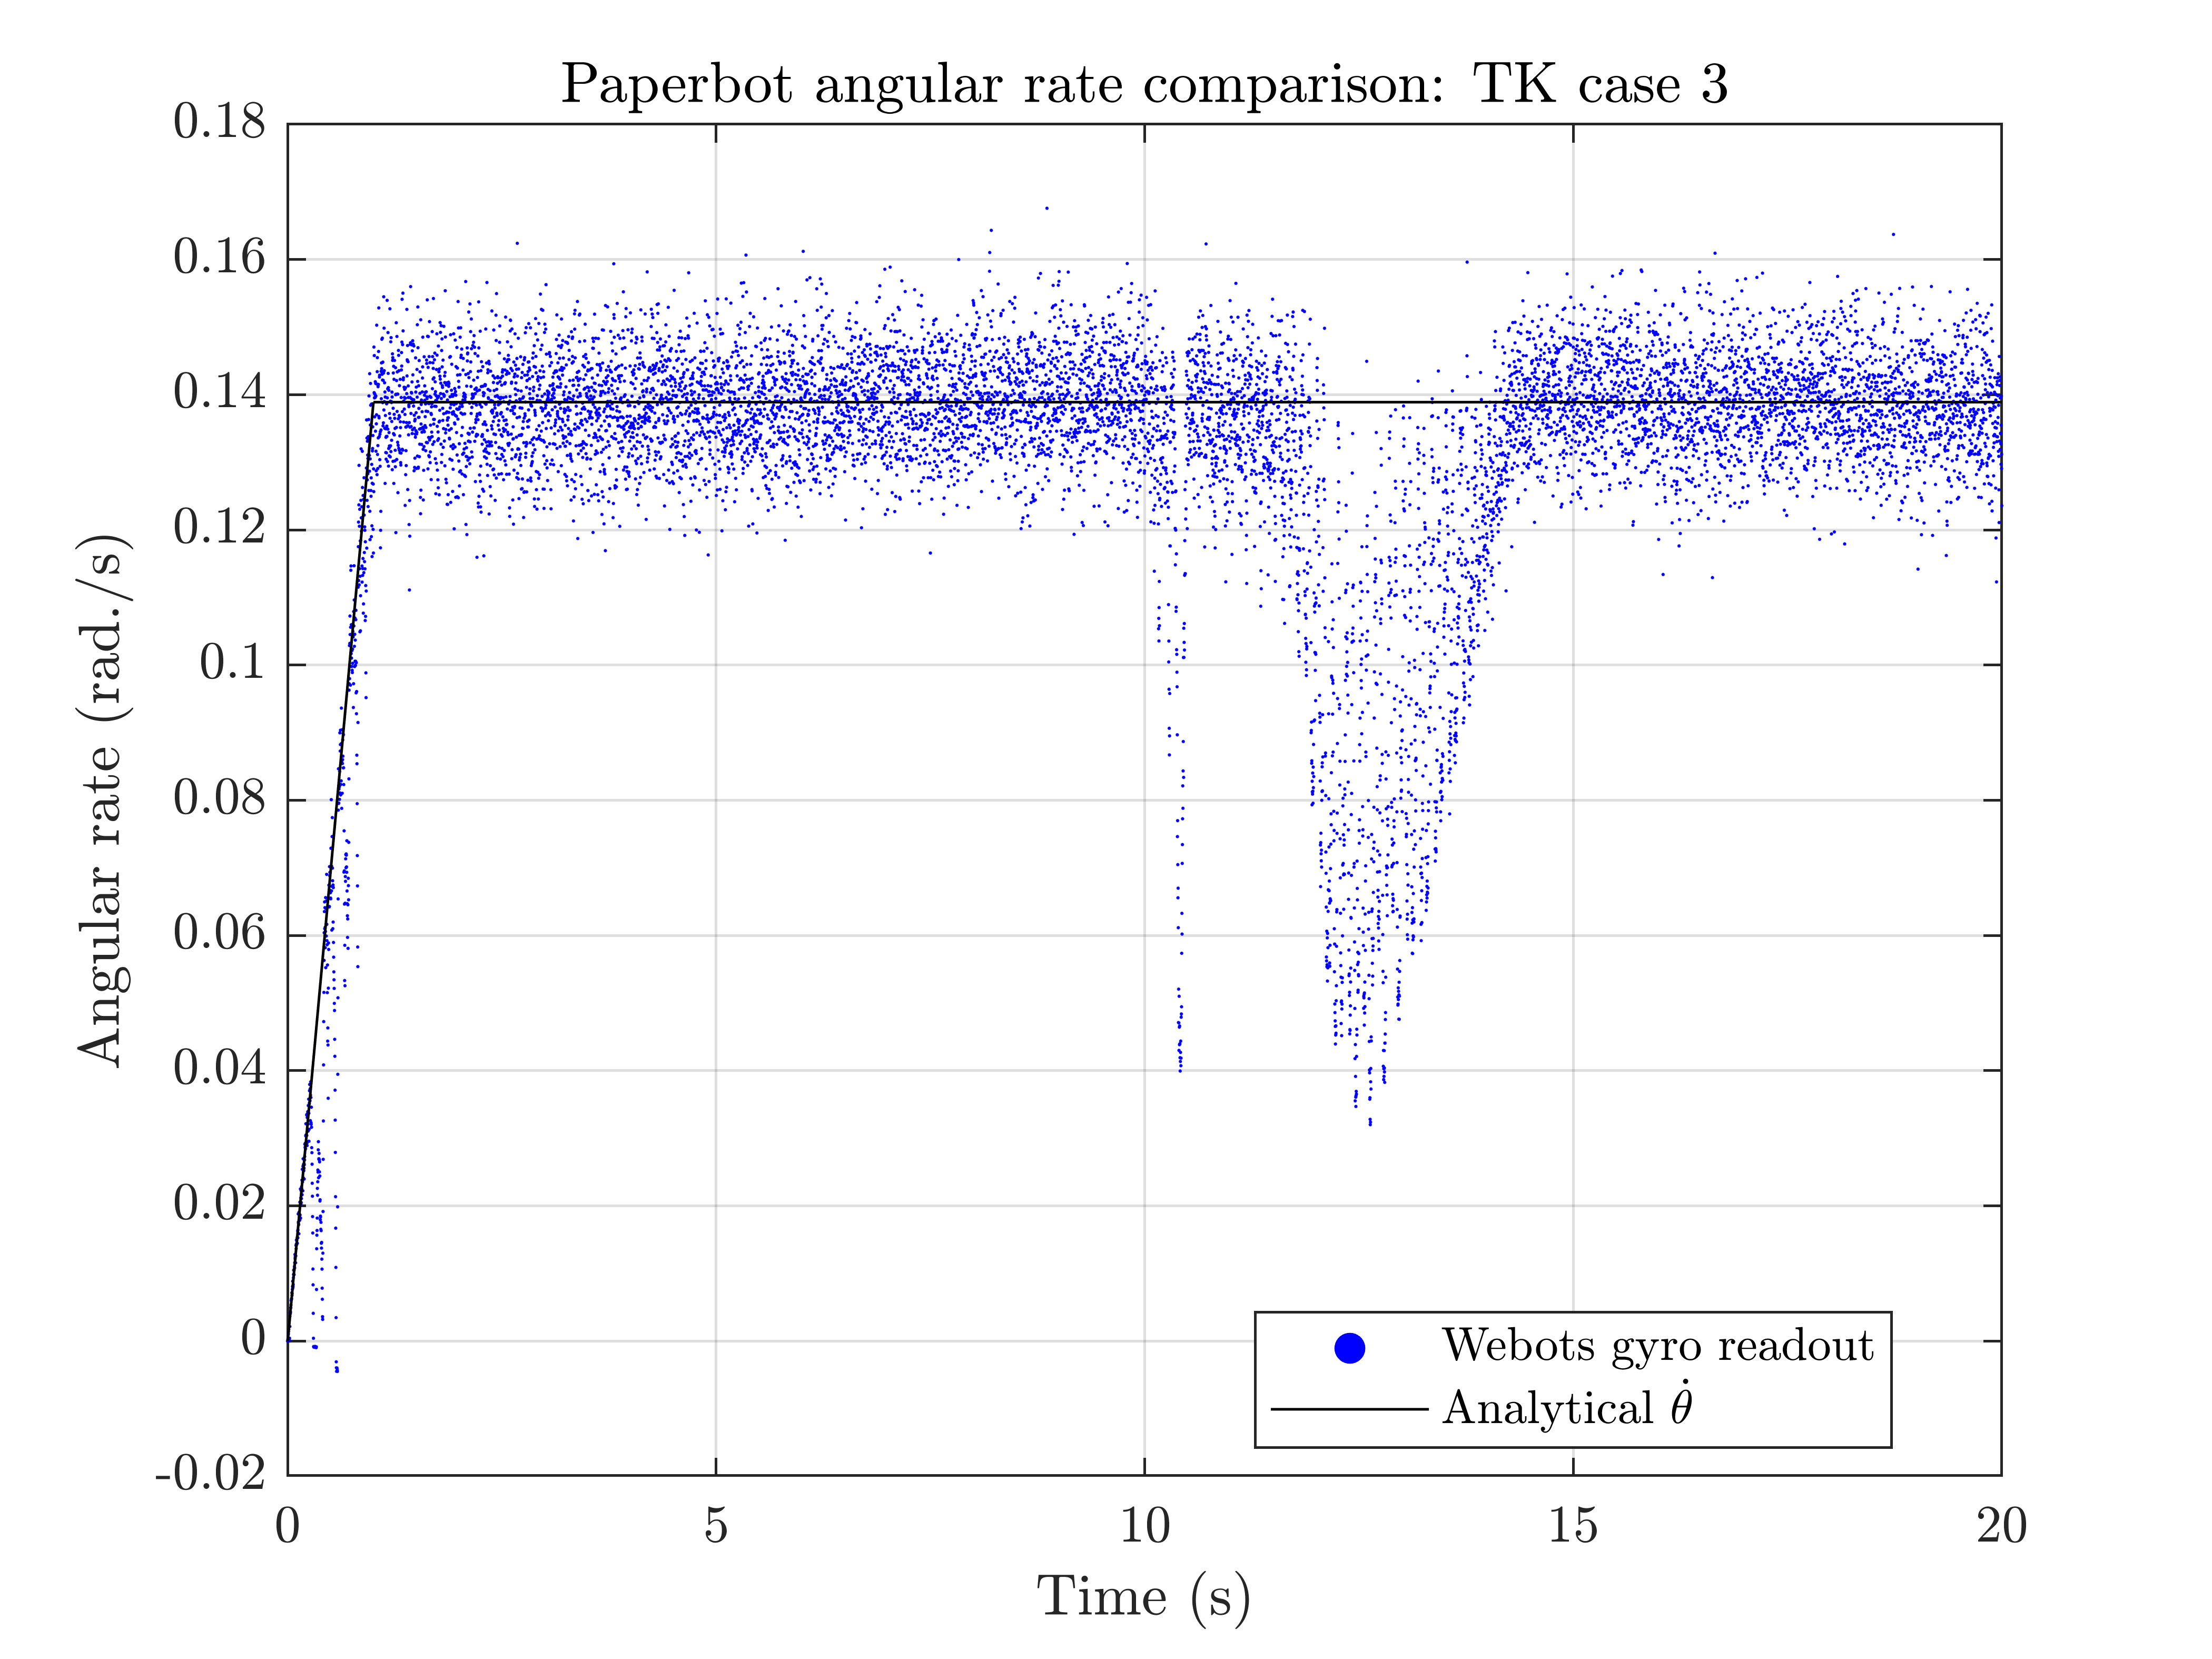 Paperbot angular rate comparison: TK case 3
0.18
0.16
0.14
0.12
0.1
0.08
0.06
0.04
0.02
0
-0.02
Angular rate (rad./s)
0 5 10 15 20
Time (s)
Webots gyro readout
Analytical θ̇